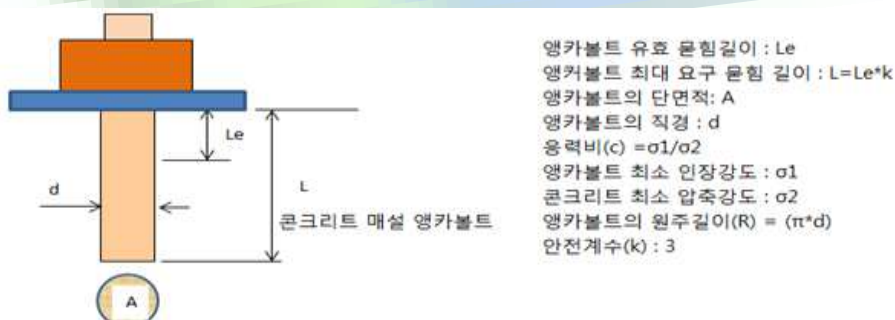 Le
d
L
콘크리트 매설 앵카볼트
A
앵카볼트 유효 묻힘길이 : Le
앵커볼트 최대 요구 묻힘 길이 : L=Le*k
앵카볼트의 단면적: A
앵카볼트의 직경 : d
응력비(c) =σ1/σ2
앵카볼트 최소 인장강도 : σ1
콘크리트 최소 압축강도 : σ2
앵카볼트의 원주길이(R) = (π*d)
안전계수(k) : 3